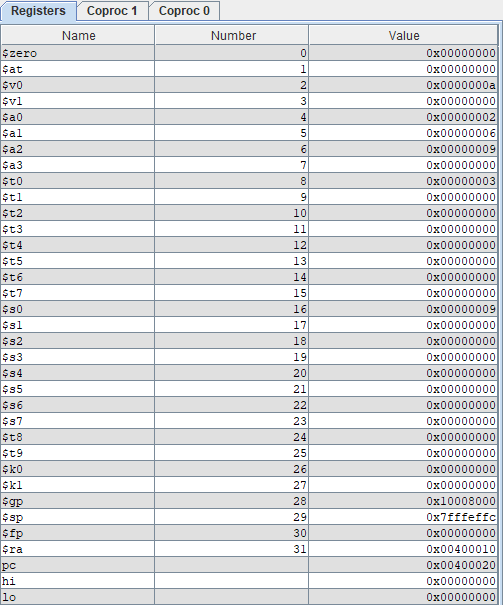 Registers Coproc 1 Coproc 0
Name Number Value
$zero 0 0x00000000
$at 1 0x00000000
$v0 2 0x0000000a
$v1 3 0x00000000
$a0 4 0x00000002
$a1 5 0x00000006
$a2 6 0x00000009
$a3 7 0x00000000
$t0 8 0x00000003
$t1 9 0x00000000
$t2 10 0x00000000
$t3 11 0x00000000
$t4 12 0x00000000
$t5 13 0x00000000
$t6 14 0x00000000
$t7 15 0x00000000
$s0 16 0x00000009
$s1 17 0x00000000
$s2 18 0x00000000
$s3 19 0x00000000
$s4 20 0x00000000
$s5 21 0x00000000
$s6 22 0x00000000
$s7 23 0x00000000
$t8 24 0x00000000
$t9 25 0x00000000
$k0 26 0x00000000
$k1 27 0x00000000
$gp 28 0x10008000
$sp 29 0x7fffeffc
$fp 30 0x00000000
$ra 31 0x00400010
pc 0x00400020
hi 0x00000000
lo 0x00000000